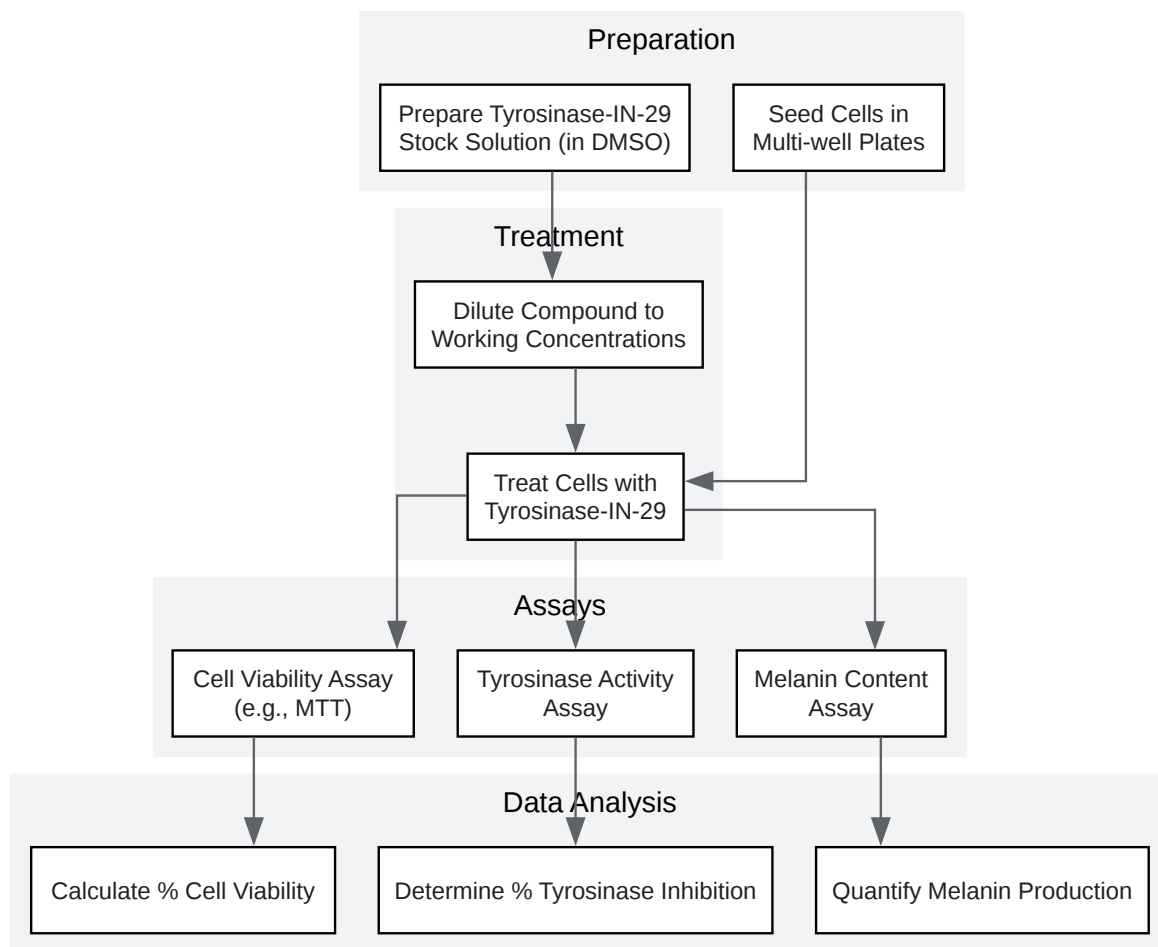 Preparation
Prepare Tyrosinase-IN-29
Stock Solution (in DMSO)
Seed Cells in
Multi-well Plates
Treatment
Dilute Compound to
Working Concentrations
Treat Cells with
Tyrosinase-IN-29
Assays
Cell Viability Assay
(e.g., MTT)
Tyrosinase Activity
Assay
Melanin Content
Assay
Data Analysis
Calculate % Cell Viability
Determine % Tyrosinase Inhibition
Quantify Melanin Production